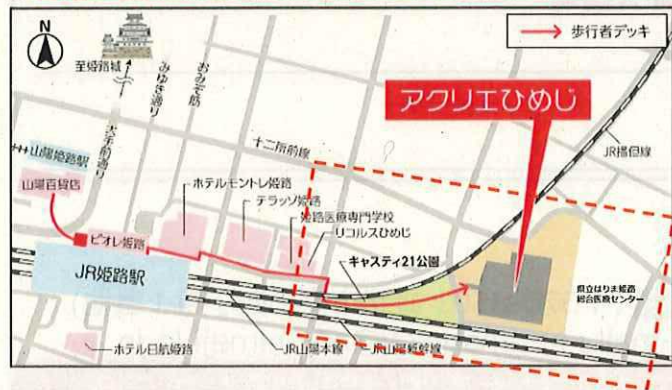 N
歩行者デッキ
至姫路城
みゆき通り
おみぞ筋
大手前通り
十二所前線
アクリエひめじ
JR播但線
山陽姫路駅
山陽百貨店
ホテルモントレ姫路
テラッソ姫路
姫路医療専門学校
リコルスひめじ
ピオレ姫路
キャスティ21公園
JR姫路駅
県立はりま姫路
総合医療センター
ホテル日航姫路
JR山陽本線
JR山陽新幹線